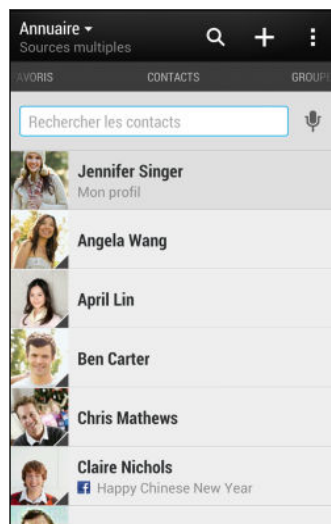 Annuaire
Sources multiples
AVORIS CONTACTS GROUP
Rechercher les contacts
Jennifer Singer
Mon profil
Angela Wang
April Lin
Ben Carter
Chris Mathews
Claire Nichols
Happy Chinese New Year